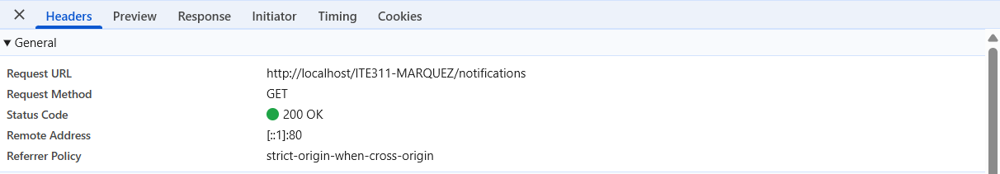 Headers Preview Response Initiator Timing Cookies
General
Request URL http://localhost/ITE311-MARQUEZ/notifications
Request Method GET
Status Code 200 OK
Remote Address [::1]:80
Referrer Policy strict-origin-when-cross-origin